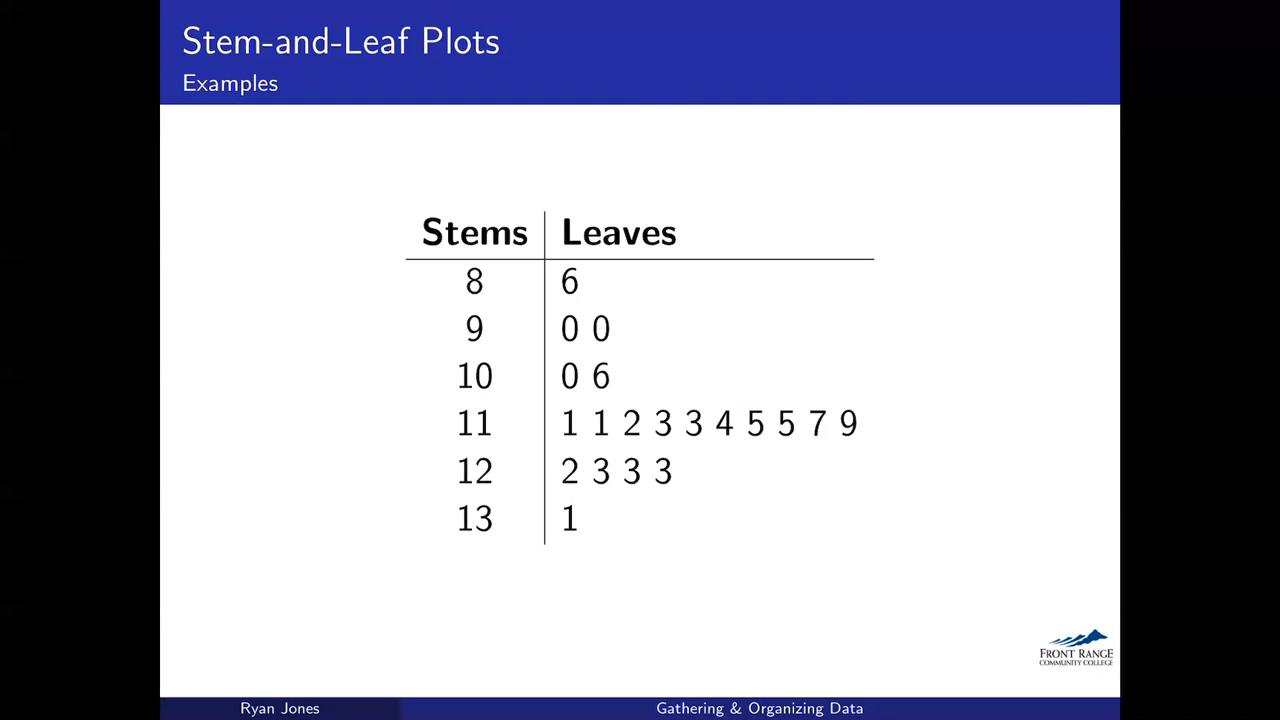 Stem-and-Leaf Plots
Examples
Stems Leaves
8 6
9 0 0
10 0 6
11 1 1 2 3 3 4 5 5 7 9
12 2 3 3 3
13 1
FRONT RANGE
COMMUNITY COLLEGE
Ryan Jones Gathering & Organizing Data